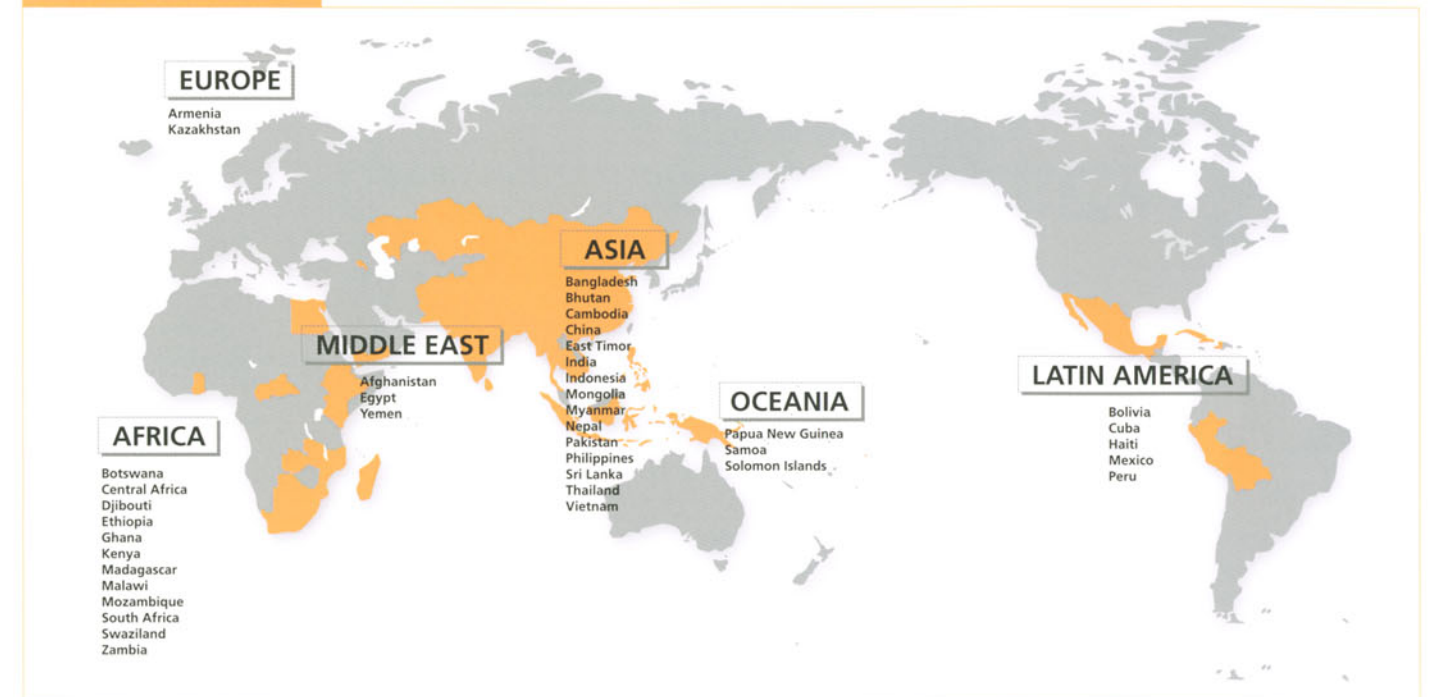 EUROPE
Armenia
Kazakhstan
ASIA
Bangladesh
Bhutan
Cambodia
China
East Timor
India
Indonesia
Mongolia
Myanmar
Nepal
Pakistan
Philippines
Sri Lanka
Thailand
Vietnam
MIDDLE EAST
Afghanistan
Egypt
Yemen
OCEANIA
Papua New Guinea
Samoa
Solomon Islands
LATIN AMERICA
Bolivia
Cuba
Haiti
Mexico
Peru
AFRICA
Botswana
Central Africa
Djibouti
Ethiopia
Ghana
Kenya
Madagascar
Malawi
Mozambique
South Africa
Swaziland
Zambia